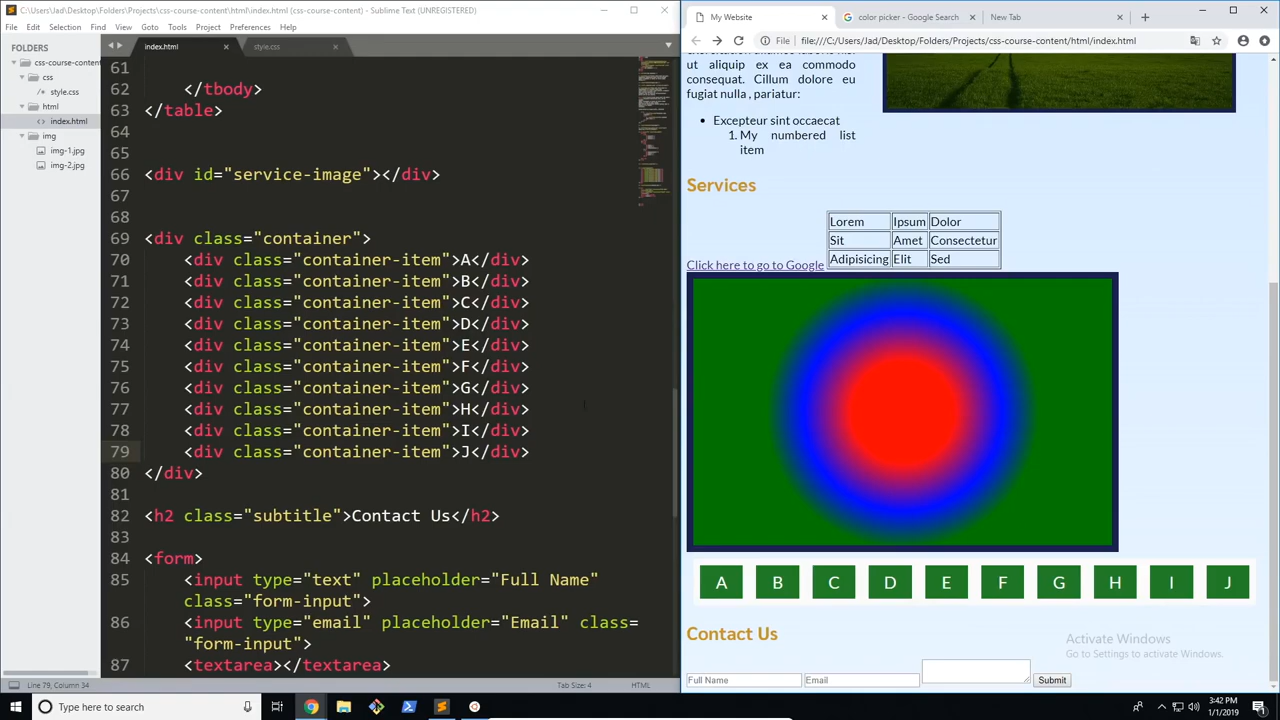 C:\Users\Jad\Desktop\Folders\Projects\css-course-content\html\index.html (css-course-content) - Sublime Text (UNREGISTERED)
File Edit Selection Find View Goto Tools Project Preferences Help
FOLDERS
css-course-content
css
style.css
html
index.html
img
img-1.jpg
img-2.jpg
index.html
style.css
61
62 </tbody>
63 </table>
64
65
66 <div id="service-image"></div>
67
68
69 <div class="container">
70 <div class="container-item">A</div>
71 <div class="container-item">B</div>
72 <div class="container-item">C</div>
73 <div class="container-item">D</div>
74 <div class="container-item">E</div>
75 <div class="container-item">F</div>
76 <div class="container-item">G</div>
77 <div class="container-item">H</div>
78 <div class="container-item">I</div>
79 <div class="container-item">J</div>
80 </div>
81
82 <h2 class="subtitle">Contact Us</h2>
83
84 <form>
85 <input type="text" placeholder="Full Name"
class="form-input">
86 <input type="email" placeholder="Email" class=
"form-input">
87 <textarea></textarea>
Line 79, Column 34
Tab Size: 4
HTML
My Website
color picker - Google Search
New Tab
File file:///C:/Users/Jad/Desktop/Folders/Projects/css-course-content/html/index.html
ut aliquip ex ea commodo
consequat. Cillum dolore eu
fugiat nulla , pariatur:
Excepteur sint occaecat
1. My numbered list
item
Services
Lorem Ipsum Dolor
Sit Amet Consectetur
Adipisicing Elit Sed
Click here to go to Google
A B C D E F G H I J
Contact Us
Activate Windows
Go to Settings to activate Windows.
Full Name Email Submit
Type here to search
3:42 PM
1/1/2019